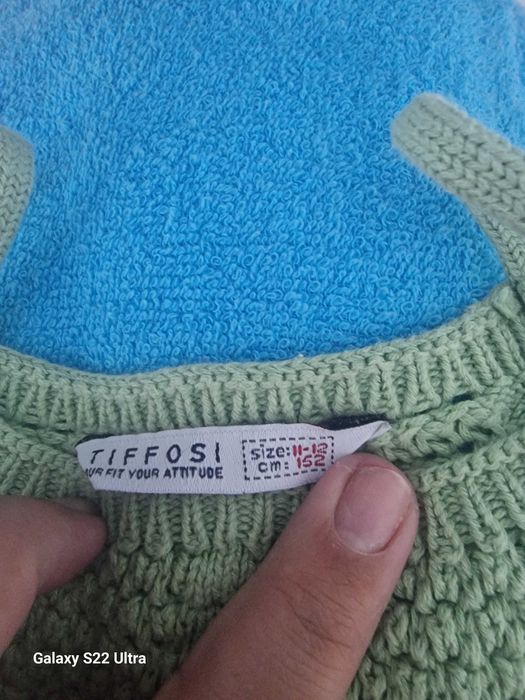 TIFFOSI
OUR FIT YOUR ATTITUDE
size: 11-12
cm: 152
Galaxy S22 Ultra